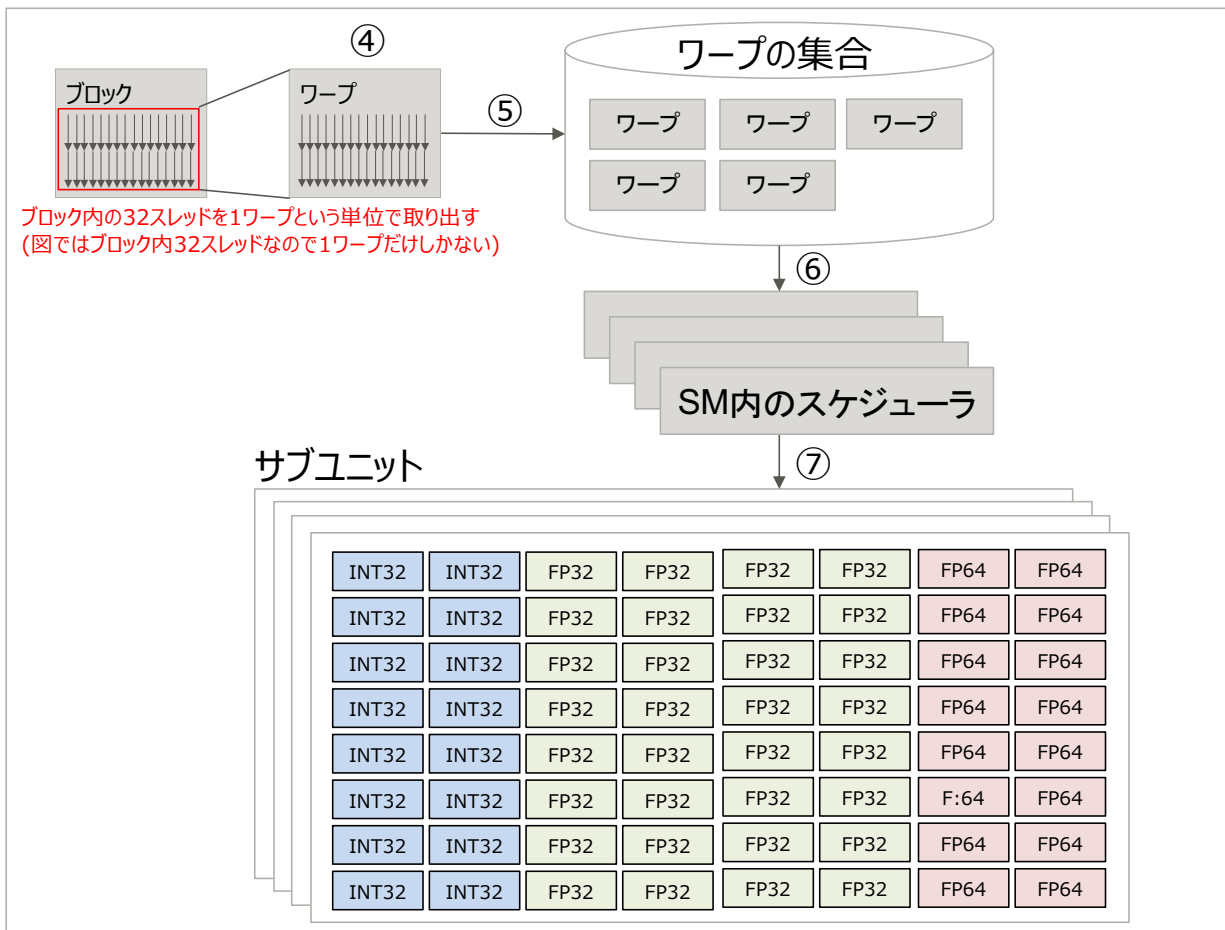 ④
ブロック
ワープ
⑤
ワープの集合
ワープ ワープ ワープ
ワープ ワープ
ブロック内の32スレッドを1ワープという単位で取り出す
(図ではブロック内32スレッドなので1ワープだけしかない)
⑥
SM内のスケジューラ
⑦
サブユニット
INT32 INT32 FP32 FP32 FP32 FP32 FP64 FP64
INT32 INT32 FP32 FP32 FP32 FP32 FP64 FP64
INT32 INT32 FP32 FP32 FP32 FP32 FP64 FP64
INT32 INT32 FP32 FP32 FP32 FP32 FP64 FP64
INT32 INT32 FP32 FP32 FP32 FP32 FP64 FP64
INT32 INT32 FP32 FP32 FP32 FP32 F:64 FP64
INT32 INT32 FP32 FP32 FP32 FP32 FP64 FP64
INT32 INT32 FP32 FP32 FP32 FP32 FP64 FP64